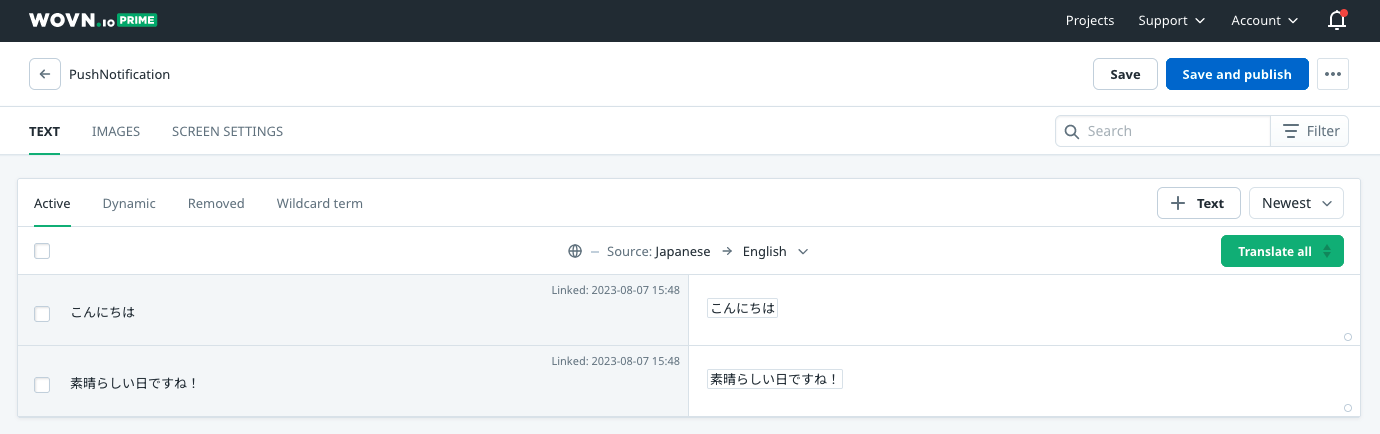 WOVN.io PRIME Projects Support Account
PushNotification Save Save and publish
TEXT IMAGES SCREEN SETTINGS Search Filter
Active Dynamic Removed Wildcard term + Text Newest
– Source: Japanese → English Translate all
Linked: 2023-08-07 15:48
こんにちは こんにちは
Linked: 2023-08-07 15:48
素晴らしい日ですね！ 素晴らしい日ですね！